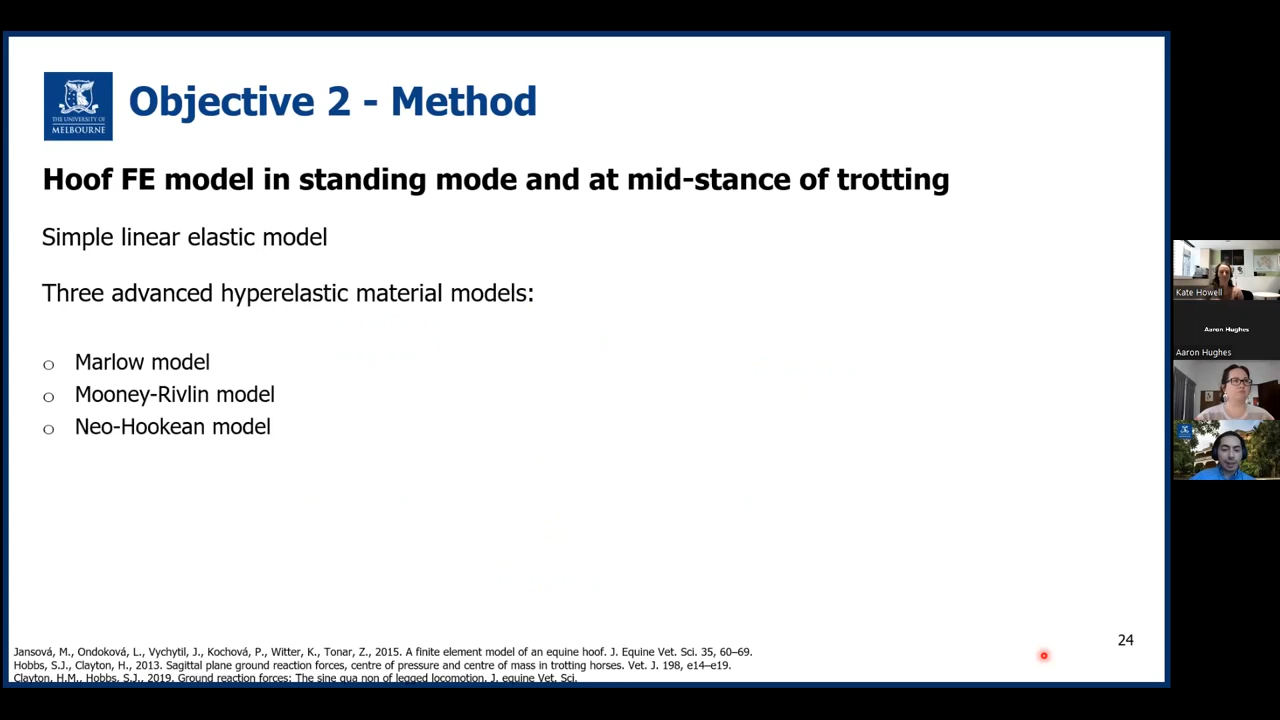 THE UNIVERSITY OF
MELBOURNE
Objective 2 - Method
Hoof FE model in standing mode and at mid-stance of trotting
Simple linear elastic model
Three advanced hyperelastic material models:
o Marlow model
o Mooney-Rivlin model
o Neo-Hookean model
24
Jansová, M., Ondoková, L., Vychytil, J., Kochová, P., Witter, K., Tonar, Z., 2015. A finite element model of an equine hoof. J. Equine Vet. Sci. 35, 60–69.
Hobbs, S.J., Clayton, H., 2013. Sagittal plane ground reaction forces, centre of pressure and centre of mass in trotting horses. Vet. J. 198, e14–e19.
Clayton, H.M., Hobbs, S.J., 2019. Ground reaction forces: The sine qua non of legged locomotion. J. equine Vet. Sci.
Kate Howell
Aaron Hughes
Aaron Hughes